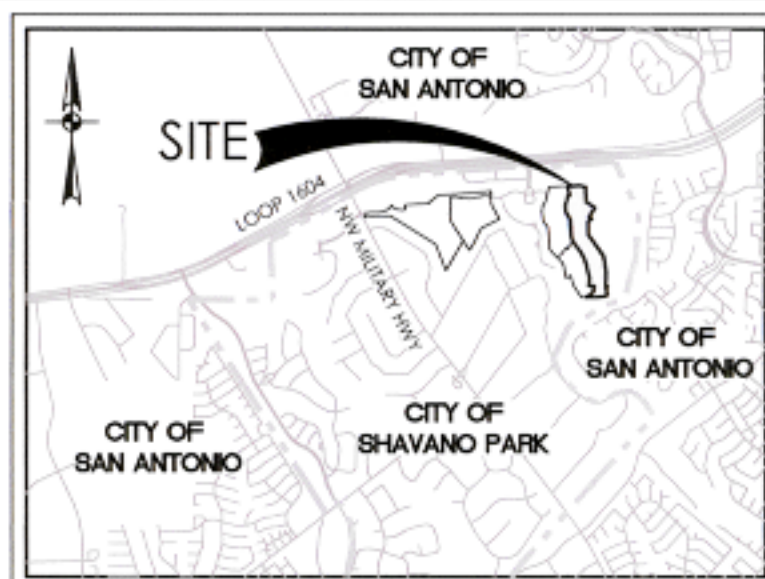 CITY OF
SAN ANTONIO
SITE
LOOP 1604
NW MILITARY HWY
CITY OF
SAN ANTONIO
CITY OF
SHAVANO PARK
CITY OF
SAN ANTONIO